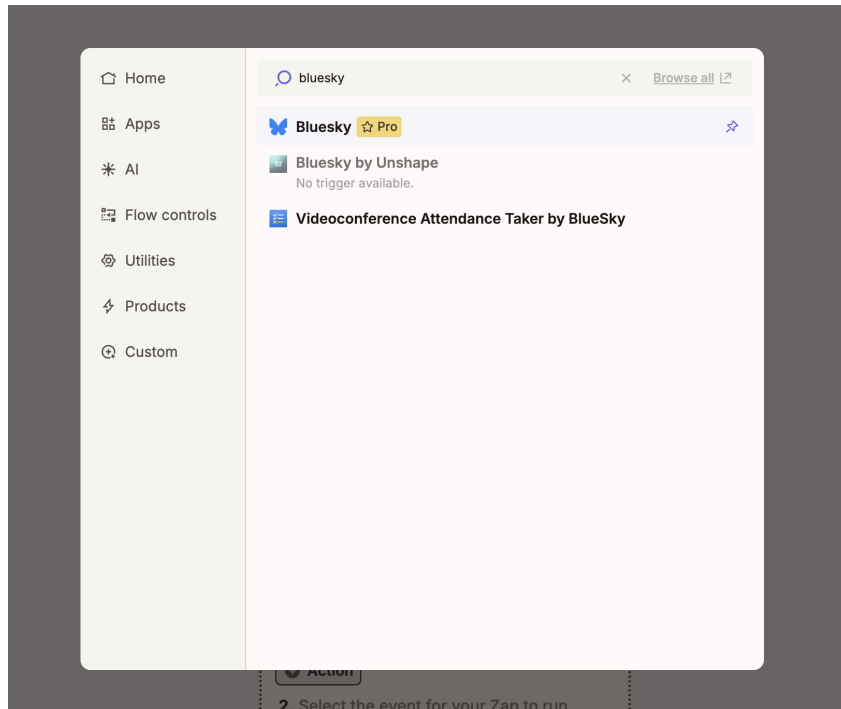 Home
Apps
AI
Flow controls
Utilities
Products
Custom
bluesky
Browse all
Bluesky Pro
Bluesky by Unshape
No trigger available.
Videoconference Attendance Taker by BlueSky
Action
2. Select the event for your Zap to run